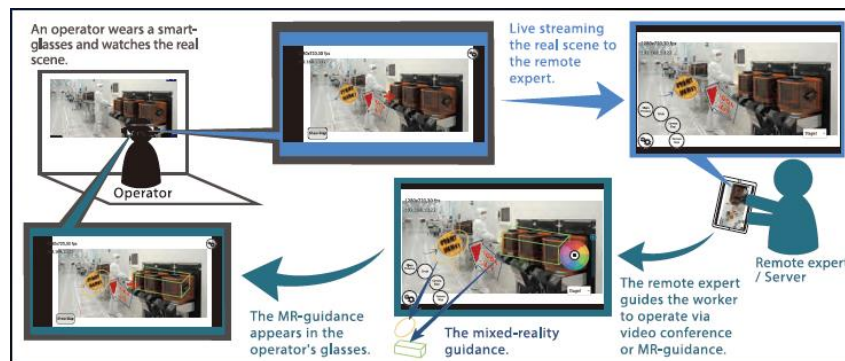 An operator wears a smart-
glasses and watches the real
scene.
Operator
Live streaming
the real scene to
the remote
expert.
Remote expert
/ Server
The remote expert
guides the worker
to operate via
video conference
or MR-guidance.
The mixed-reality
guidance.
The MR-guidance
appears in the
operator's glasses.